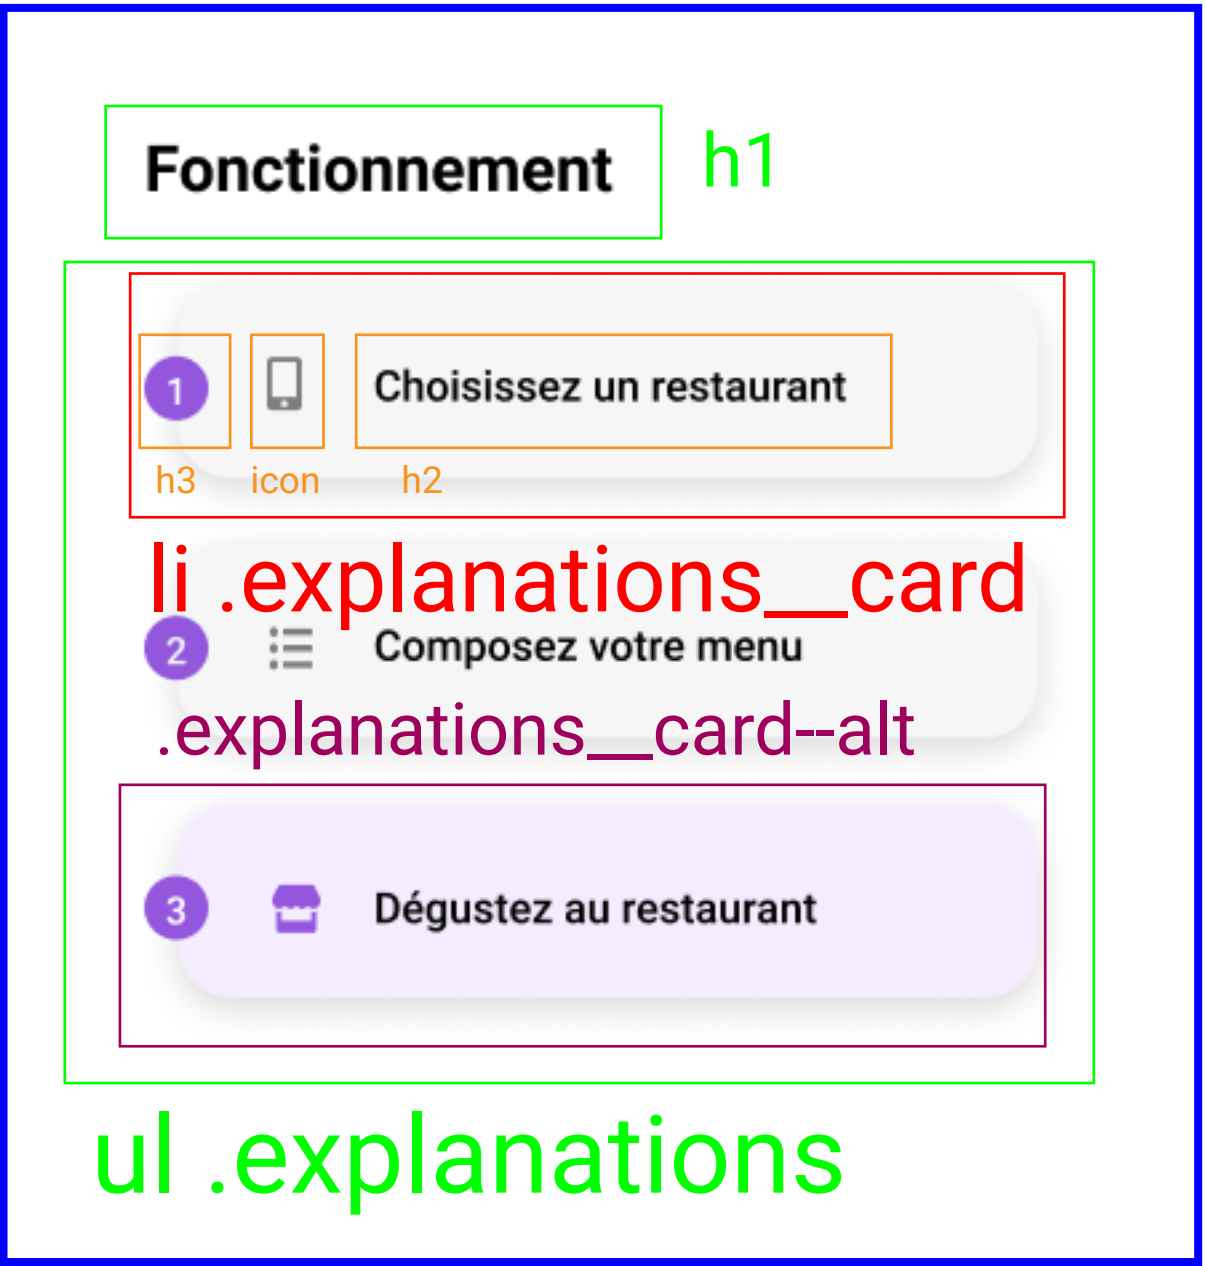 Fonctionnement
h1
1
Choisissez un restaurant
h3 icon h2
li .explanations__card
2
Composez votre menu
.explanations__card--alt
3
Dégustez au restaurant
ul .explanations